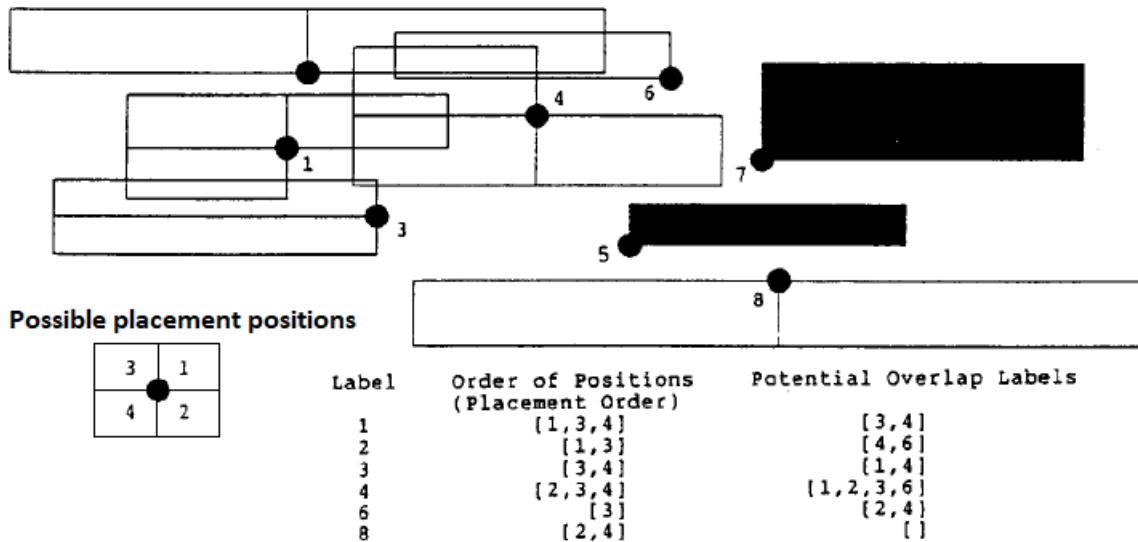 6
4
1
7
3
5
8
Possible placement positions
3 1
4 2
Label Order of Positions Potential Overlap Labels
(Placement Order)
1 [1,3,4] [3,4]
2 [1,3] [4,6]
3 [3,4] [1,4]
4 [2,3,4] [1,2,3,6]
6 [3] [2,4]
8 [2,4] [ ]